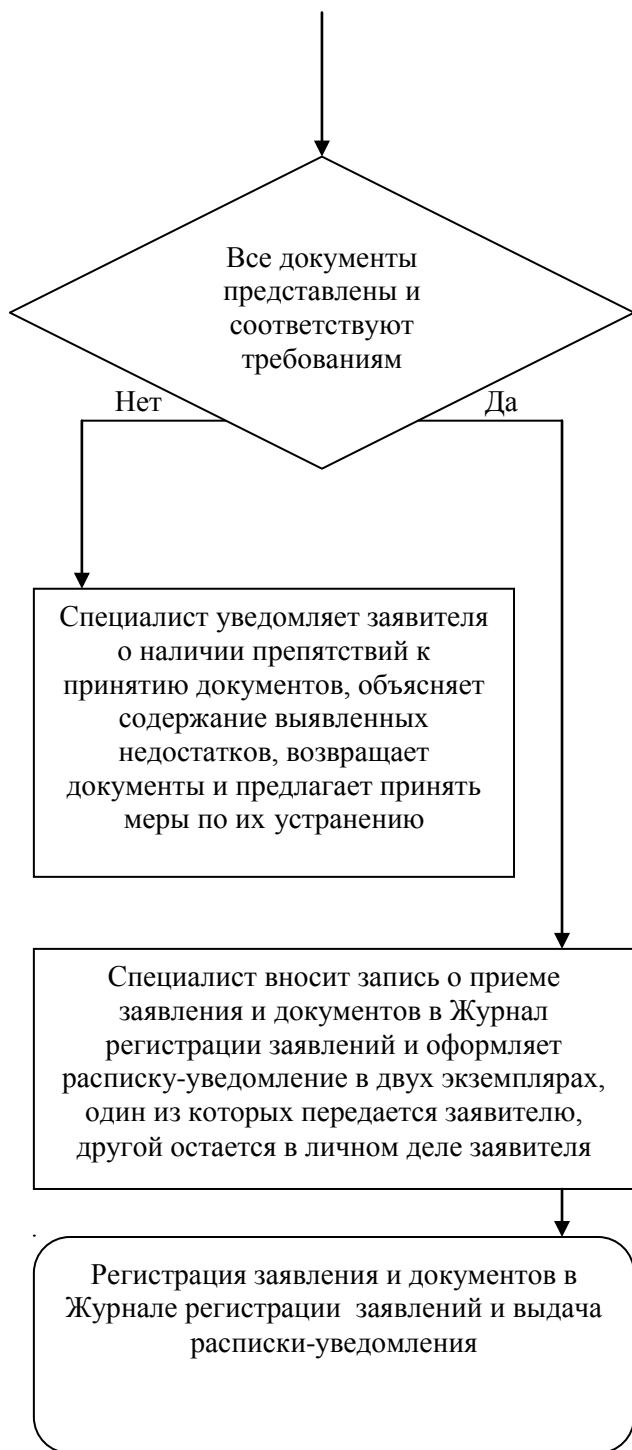 Все документы
представлены и
соответствуют
требованиям
Нет
Да
Специалист уведомляет заявителя
о наличии препятствий к
принятию документов, объясняет
содержание выявленных
недостатков, возвращает
документы и предлагает принять
меры по их устранению
Специалист вносит запись о приеме
заявления и документов в Журнал
регистрации заявлений и оформляет
расписку-уведомление в двух экземплярах,
один из которых передается заявителю,
другой остается в личном деле заявителя
.
Регистрация заявления и документов в
Журнале регистрации  заявлений и выдача
расписки-уведомления